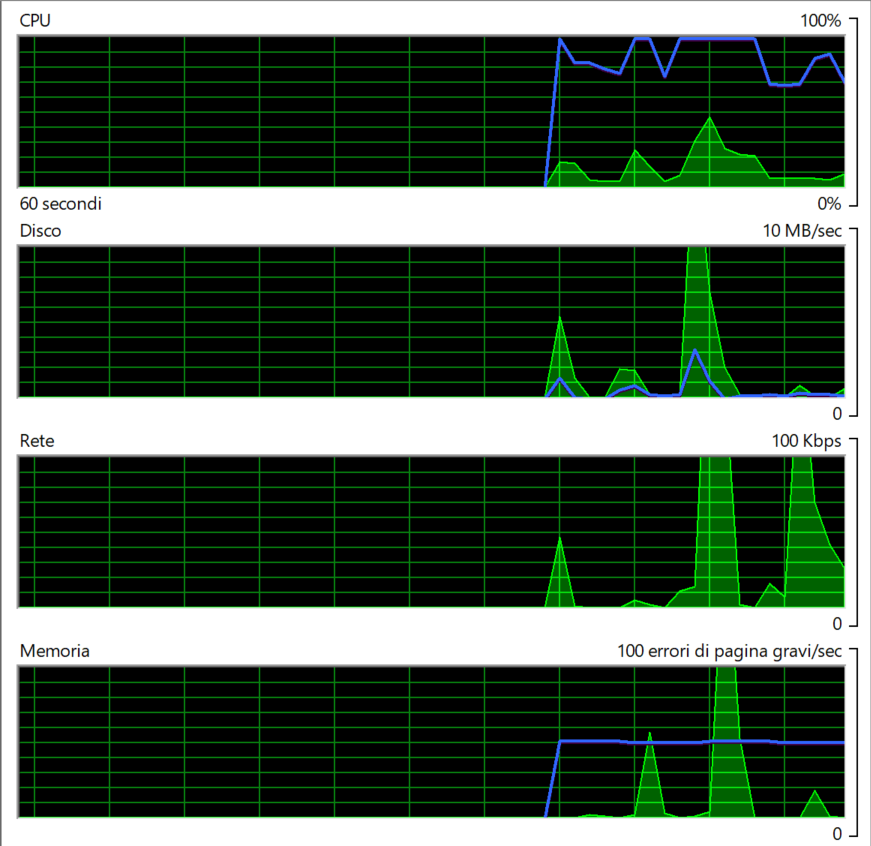 CPU 100%
60 secondi 0%
Disco 10 MB/sec
0
Rete 100 Kbps
0
Memoria 100 errori di pagina gravi/sec
0